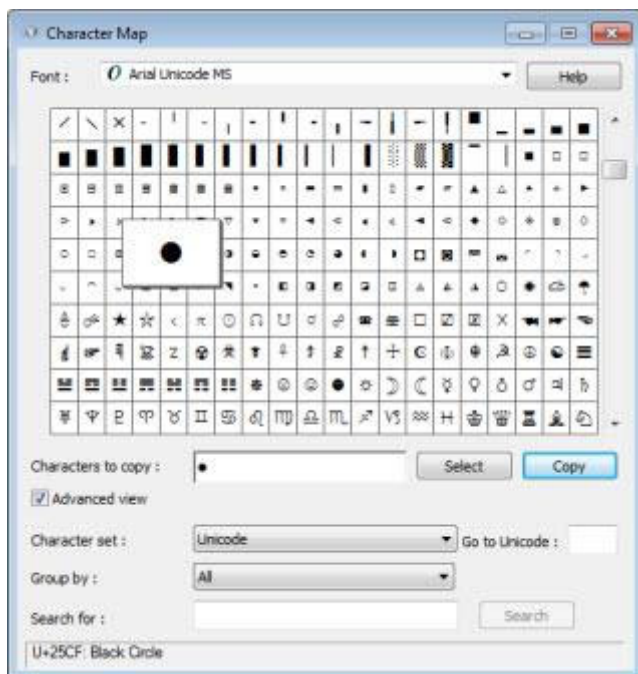 Character Map
Font : O Arial Unicode MS Help
Characters to copy : ● Select Copy
Advanced view
Character set : Unicode Go to Unicode :
Group by : All
Search for : Search
U+25CF: Black Circle